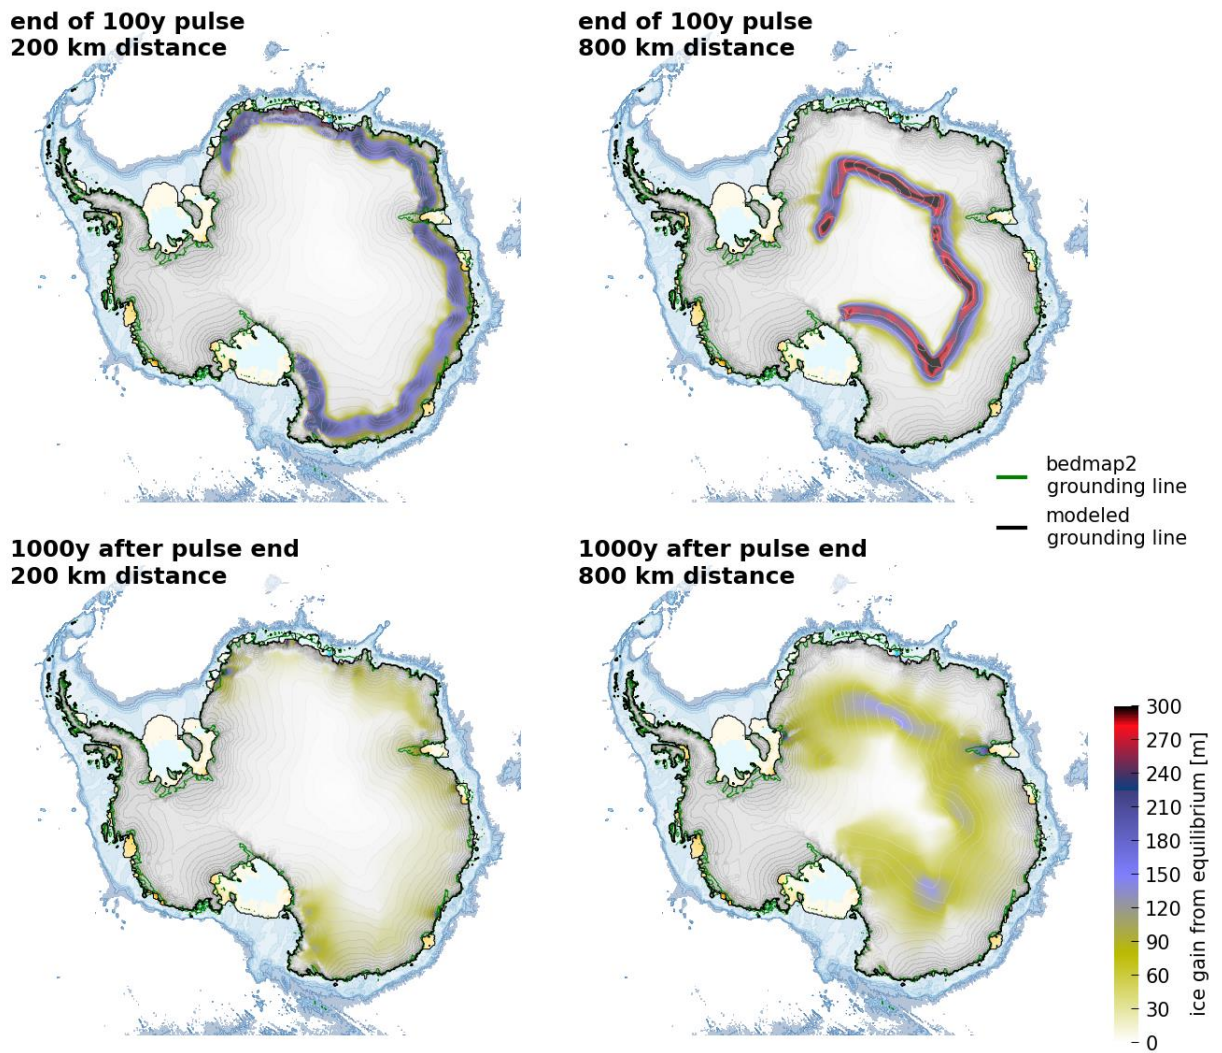 end of 100y pulse
200 km distance
end of 100y pulse
800 km distance
bedmap2
grounding line
modeled
grounding line
1000y after pulse end
200 km distance
1000y after pulse end
800 km distance
300
270
240
210
180
150
120
90
60
30
0
ice gain from equilibrium [m]